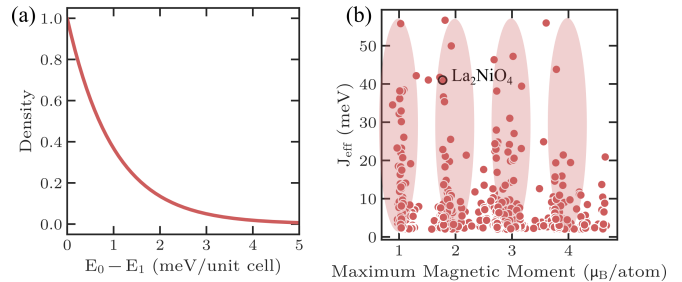 (a)
1.0
0.8
0.6
0.4
0.2
0.0
Density
0 1 2 3 4 5
E₀ − E₁ (meV/unit cell)
(b)
50
40
30
20
10
0
J_eff (meV)
La₂NiO₄
1 2 3 4
Maximum Magnetic Moment (μ_B/atom)